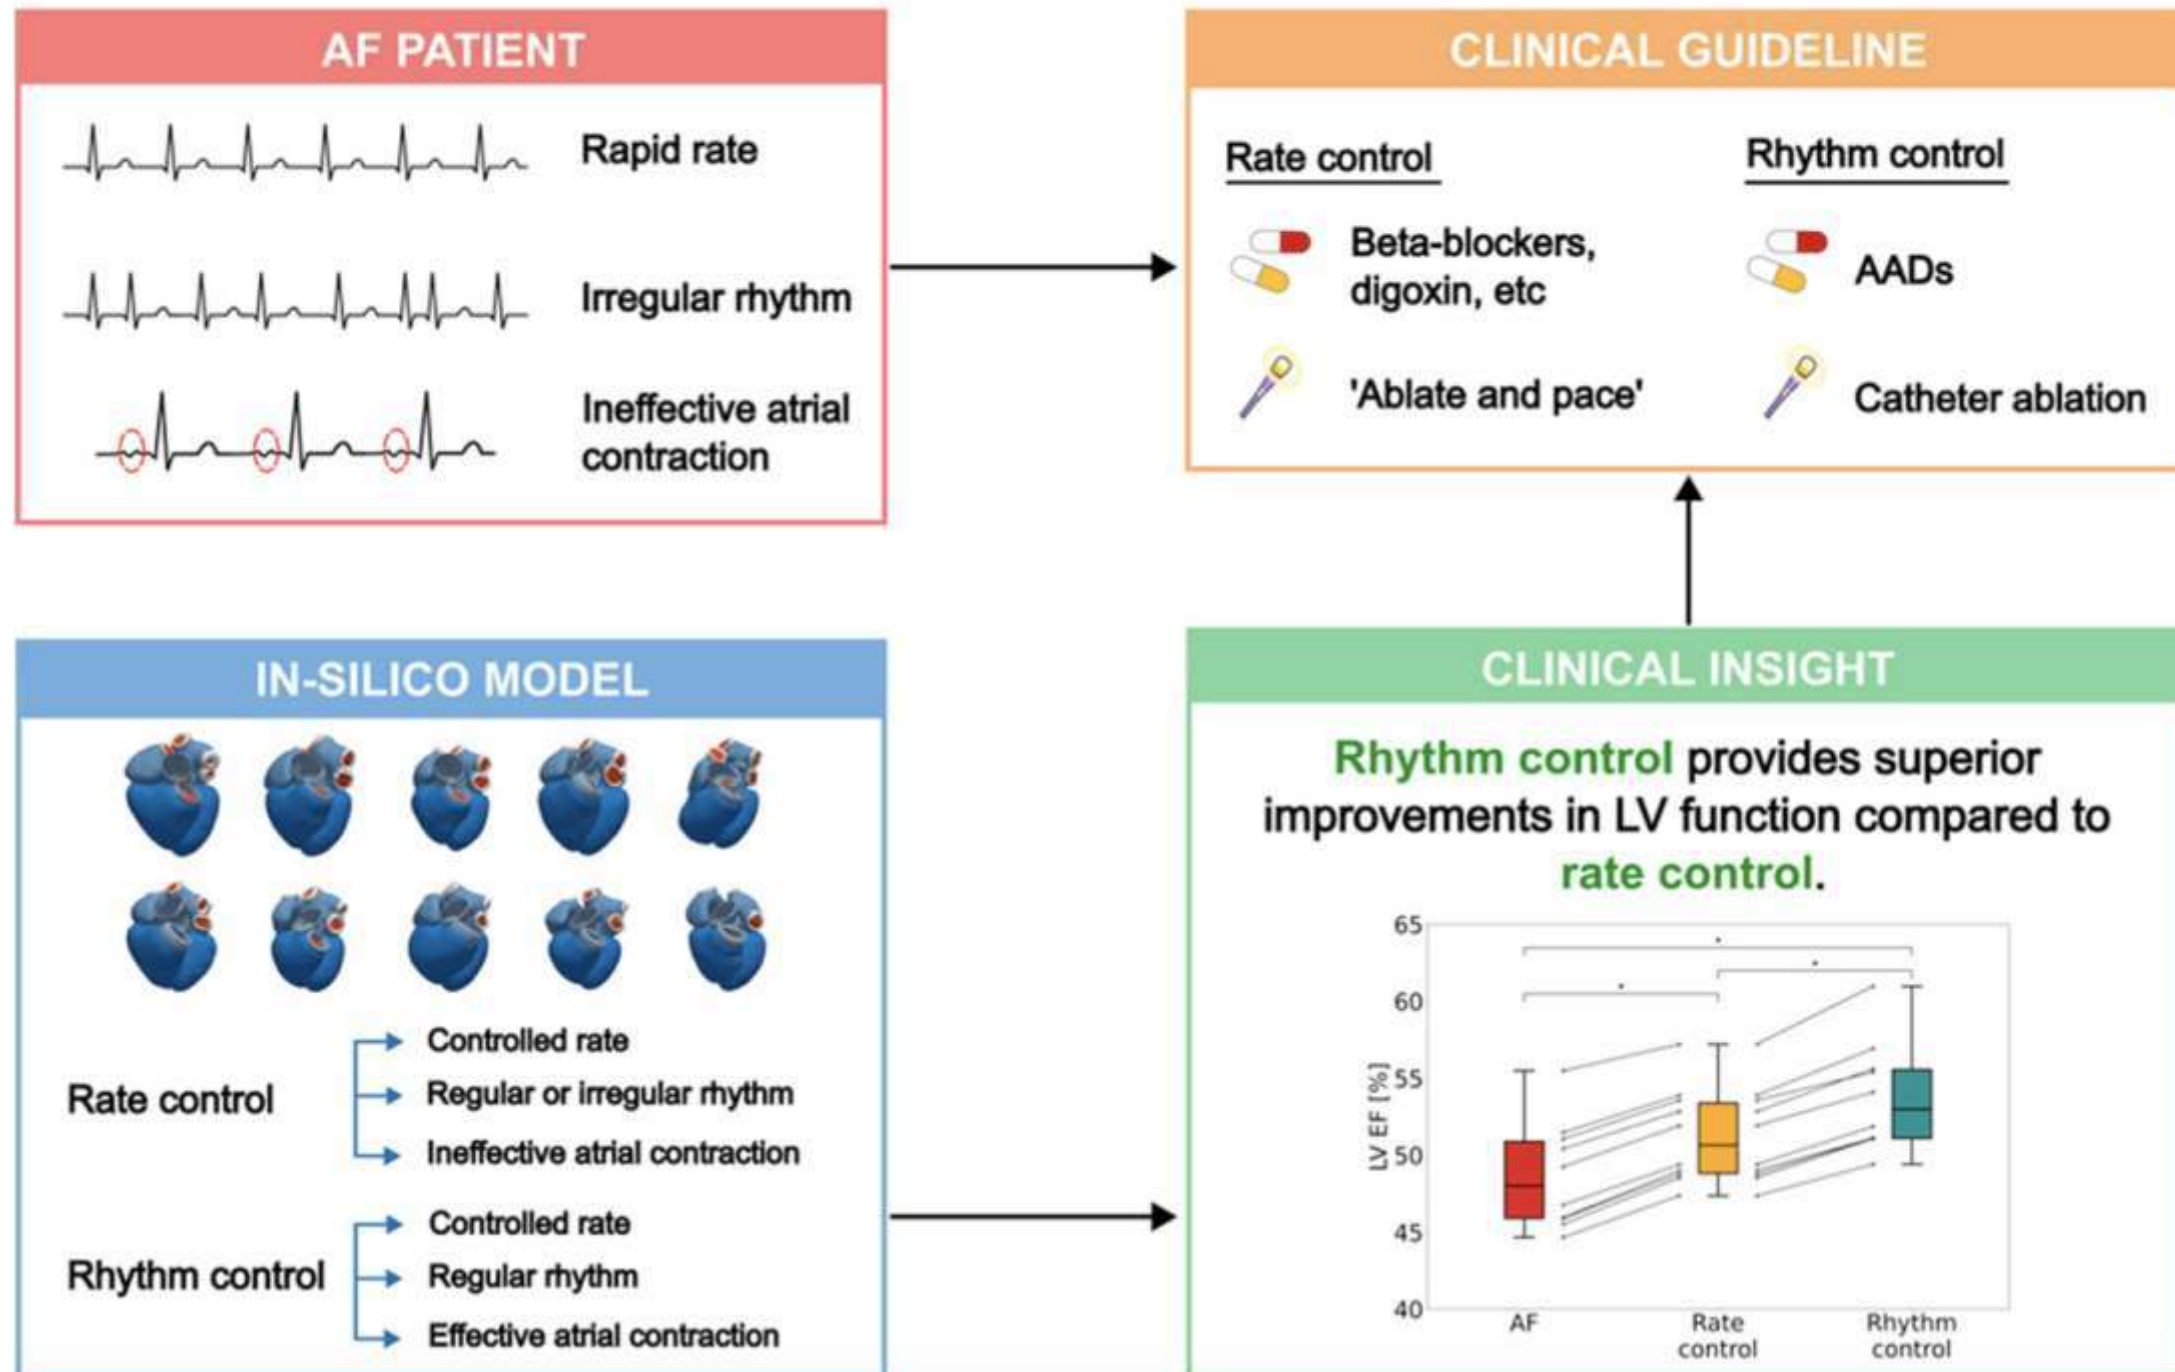 AF PATIENT
Rapid rate
Irregular rhythm
Ineffective atrial
contraction
CLINICAL GUIDELINE
Rate control
Beta-blockers,
digoxin, etc
'Ablate and pace'
Rhythm control
AADs
Catheter ablation
IN-SILICO MODEL
Rate control
Controlled rate
Regular or irregular rhythm
Ineffective atrial contraction
Rhythm control
Controlled rate
Regular rhythm
Effective atrial contraction
CLINICAL INSIGHT
Rhythm control provides superior
improvements in LV function compared to
rate control.
LV EF [%]
65
60
55
50
45
40
AF
Rate
control
Rhythm
control